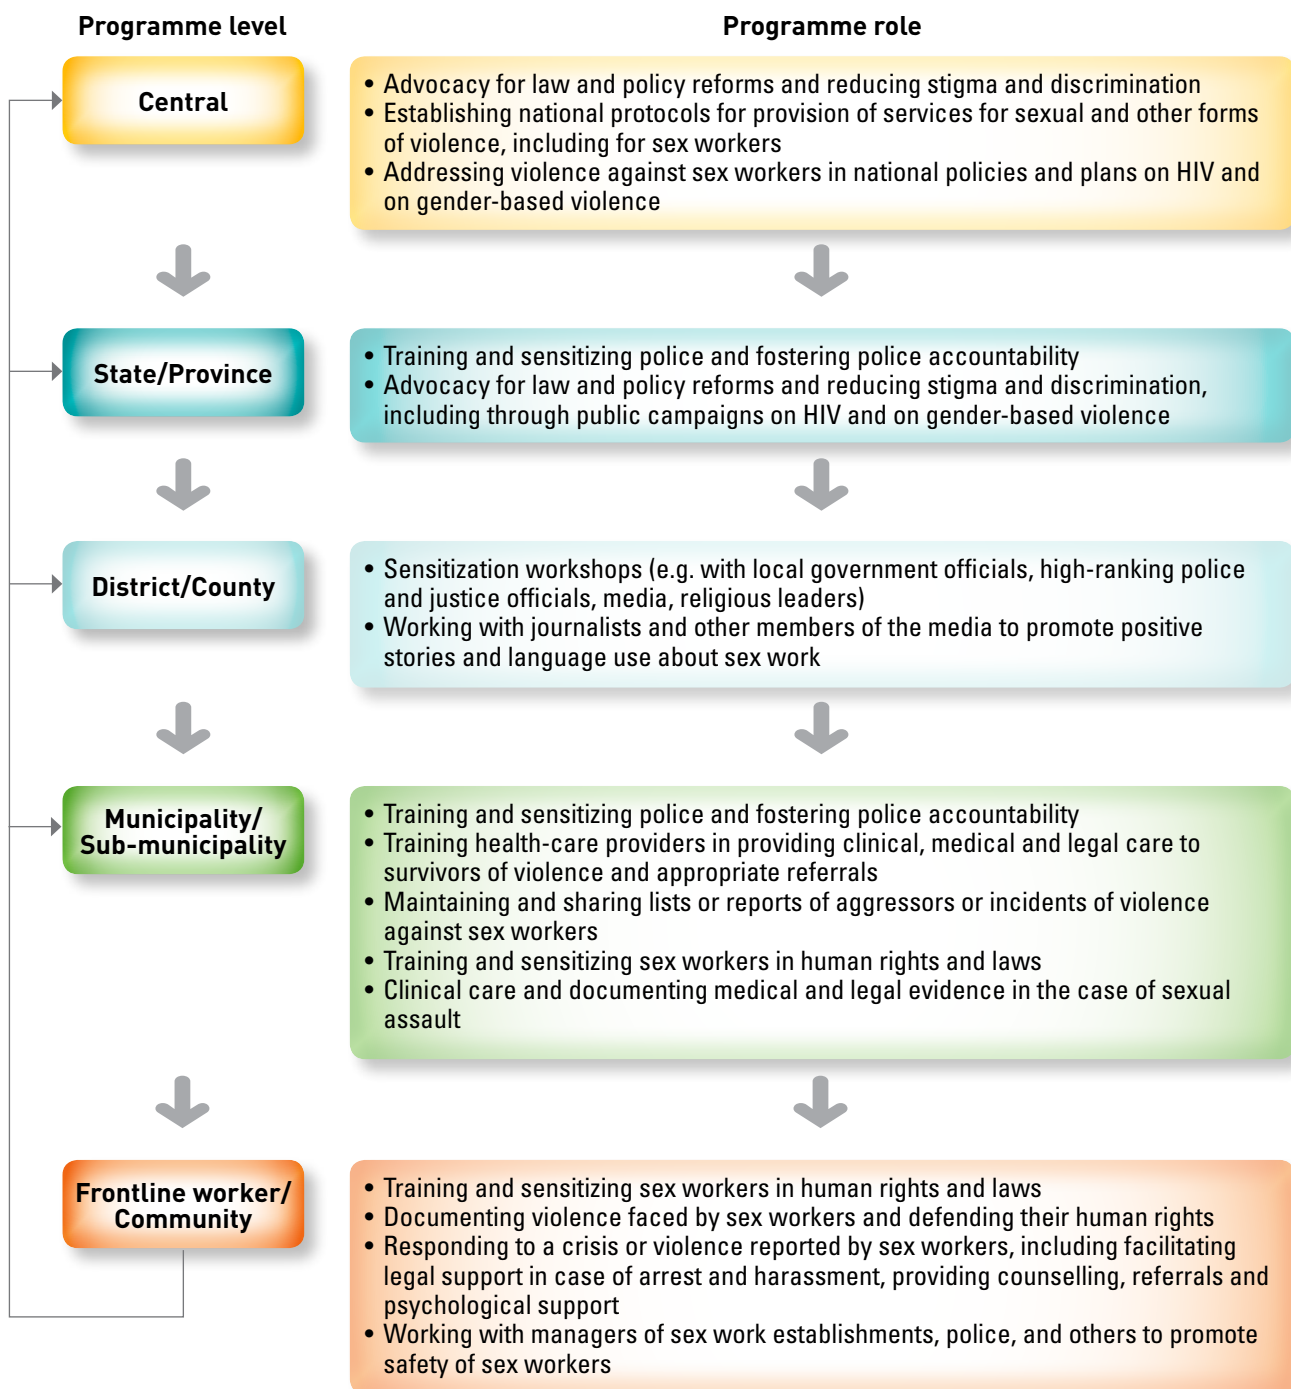 Programme level
Programme role
Central
• Advocacy for law and policy reforms and reducing stigma and discrimination
• Establishing national protocols for provision of services for sexual and other forms
of violence, including for sex workers
• Addressing violence against sex workers in national policies and plans on HIV and
on gender-based violence
State/Province
• Training and sensitizing police and fostering police accountability
• Advocacy for law and policy reforms and reducing stigma and discrimination,
including through public campaigns on HIV and on gender-based violence
District/County
• Sensitization workshops (e.g. with local government officials, high-ranking police
and justice officials, media, religious leaders)
• Working with journalists and other members of the media to promote positive
stories and language use about sex work
Municipality/
Sub-municipality
• Training and sensitizing police and fostering police accountability
• Training health-care providers in providing clinical, medical and legal care to
survivors of violence and appropriate referrals
• Maintaining and sharing lists or reports of aggressors or incidents of violence
against sex workers
• Training and sensitizing sex workers in human rights and laws
• Clinical care and documenting medical and legal evidence in the case of sexual
assault
Frontline worker/
Community
• Training and sensitizing sex workers in human rights and laws
• Documenting violence faced by sex workers and defending their human rights
• Responding to a crisis or violence reported by sex workers, including facilitating
legal support in case of arrest and harassment, providing counselling, referrals and
psychological support
• Working with managers of sex work establishments, police, and others to promote
safety of sex workers